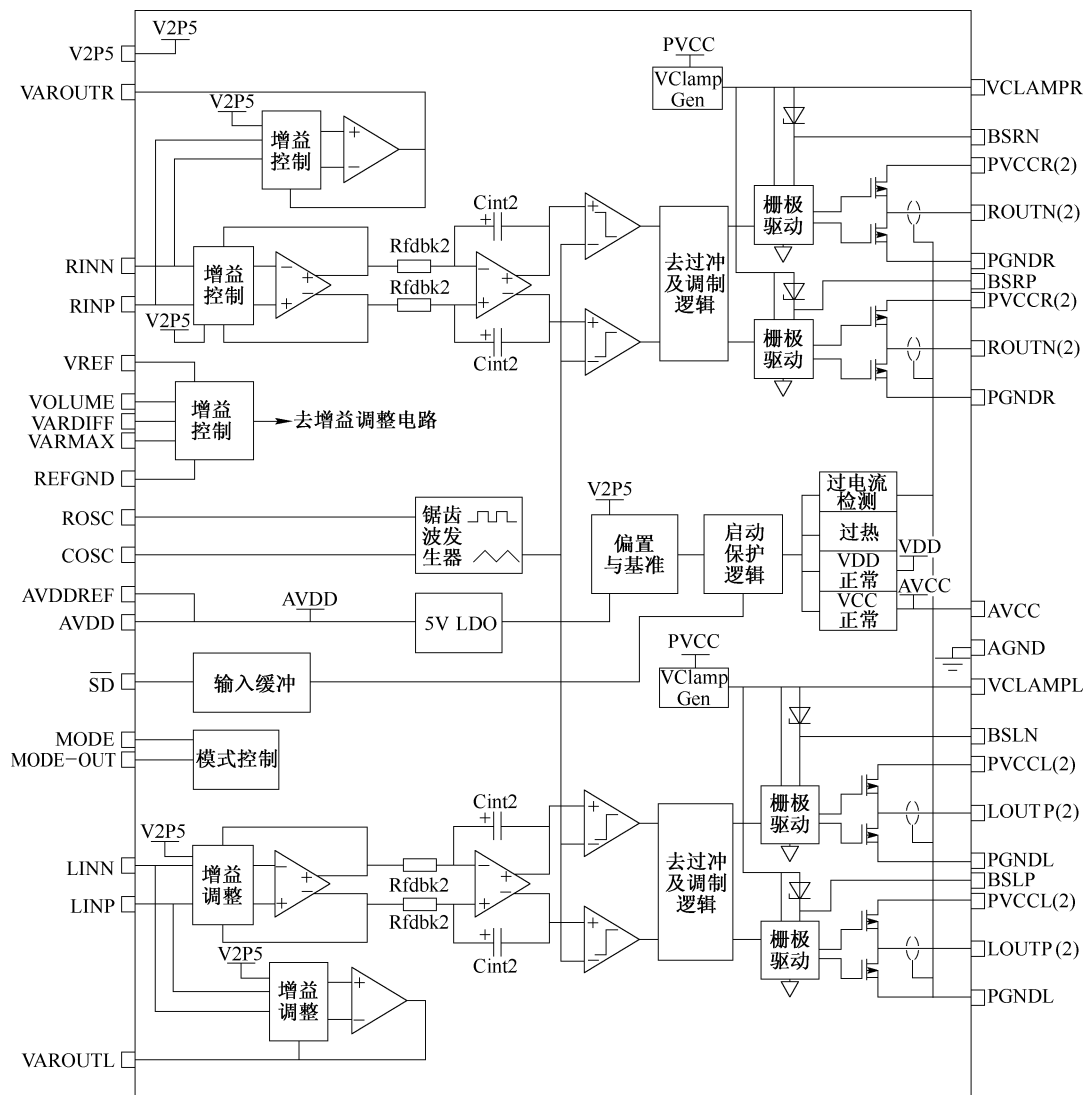 V2P5
V2P5
VAROUTR
V2P5
增益
控制
+
−
PVCC
VClamp
Gen
VCLAMPR
BSRN
PVCCR(2)
栅极
驱动
ROUTN(2)
PGNDR
BSRP
PVCCR(2)
栅极
驱动
ROUTN(2)
PGNDR
RINN
RINP
增益
控制
V2P5
−
+
+
−
Rfdbk2
Rfdbk2
+
Cint2
−
+
+
−
+
Cint2
+
−
+
−
去过冲
及调制
逻辑
VREF
VOLUME
VARDIFF
VARMAX
REFGND
增益
控制
去增益调整电路
ROSC
COSC
锯齿
波发
生器
V2P5
偏置
与基准
启动
保护
逻辑
过电流
检测
过热
VDD
正常
VCC
正常
VDD
AVCC
AVCC
AVDDREF
AVDD
AVDD
5V LDO
AGND
SD
输入缓冲
MODE
MODE−OUT
模式控制
PVCC
VClamp
Gen
VCLAMPL
BSLN
PVCCL(2)
栅极
驱动
LOUTP(2)
PGNDL
BSLP
PVCCL(2)
栅极
驱动
LOUTP(2)
PGNDL
V2P5
LINN
LINP
增益
调整
−
+
+
−
Rfdbk2
Rfdbk2
+
Cint2
−
+
+
−
+
Cint2
+
−
+
−
去过冲
及调制
逻辑
V2P5
增益
调整
+
−
VAROUTL